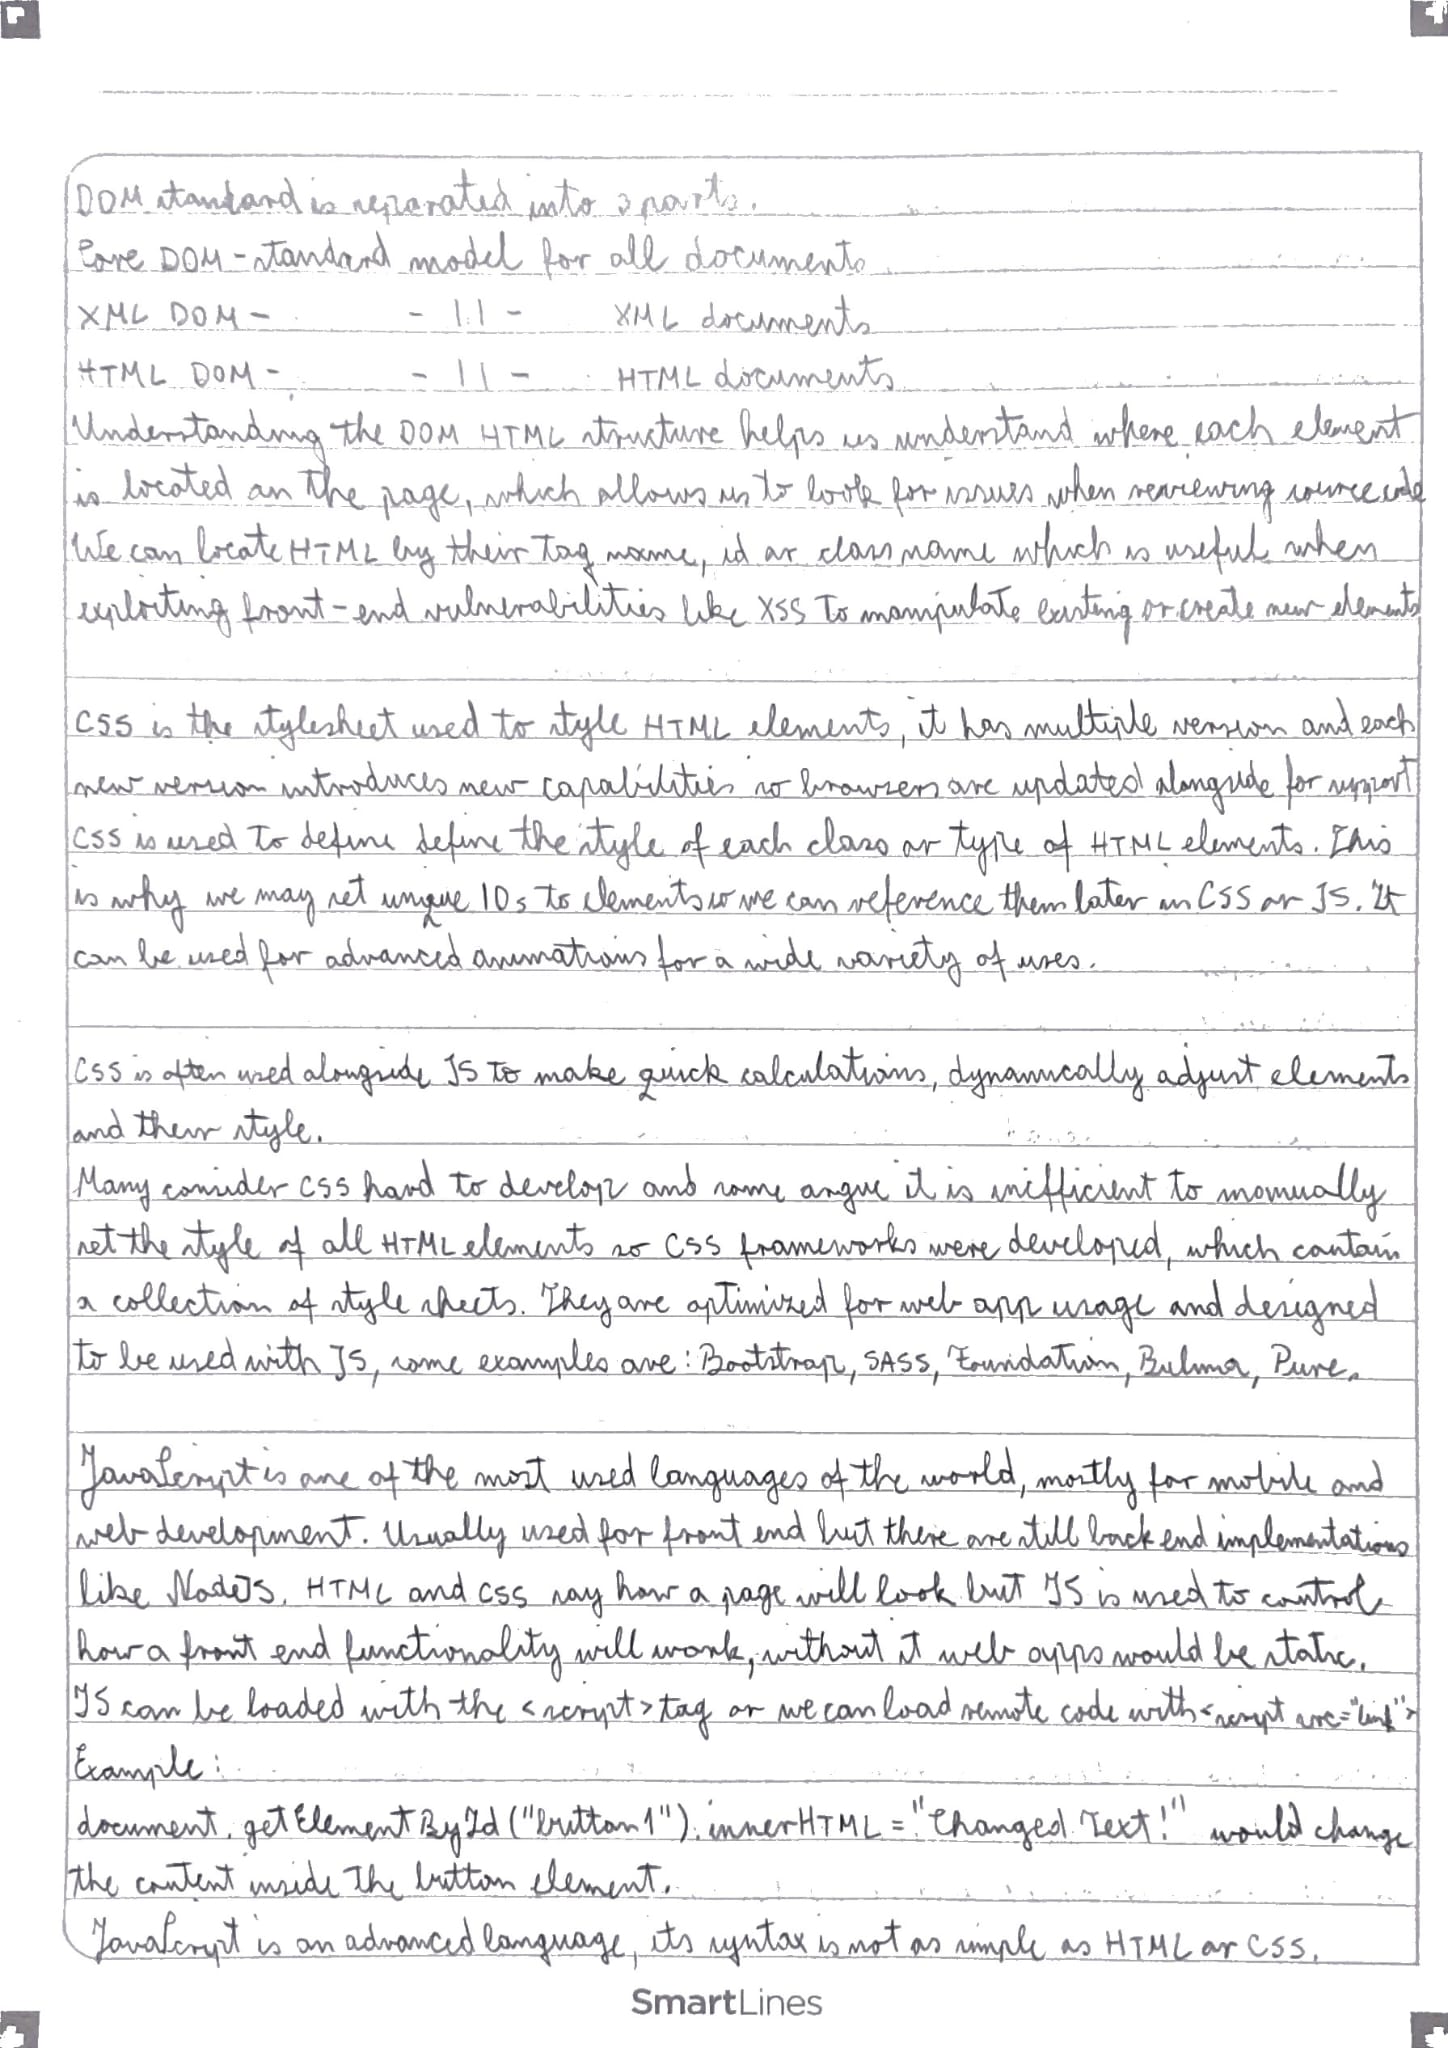 DOM standard is separated into 3 parts.
Core DOM - standard model for all documents
XML DOM - - 11 - XML documents
HTML DOM - - 11 - HTML documents
Understanding the DOM HTML structure helps us understand where each element
is located on the page, which allows us to look for issues when reviewing source code
We can locate HTML by their tag name, id or class name which is useful when
exploiting front-end vulnerabilities like XSS to manipulate existing or create new elements
CSS is the stylesheet used to style HTML elements, it has multiple version and each
new version introduces new capabilities so browsers are updated alongside for support
CSS is used to define define the style of each class or type of HTML elements. This
is why we may set unique IDs to elements so we can reference them later in CSS or JS. It
can be used for advanced animations for a wide variety of uses.
CSS is often used alongside JS to make quick calculations, dynamically adjust elements
and their style.
Many consider CSS hard to develop and some argue it is inefficient to manually
set the style of all HTML elements so CSS frameworks were developed, which contain
a collection of style sheets. They are optimized for web app usage and designed
to be used with JS, some examples are: Bootstrap, SASS, Foundation, Bulma, Pure.
JavaScript is one of the most used languages of the world, mostly for mobile and
web development. Usually used for front end but there are still back end implementations
like NodeJS. HTML and CSS say how a page will look but JS is used to control
how a front end functionality will work, without it web apps would be static.
JS can be loaded with the <script> tag or we can load remote code with <script src="link">
Example:
document.getElementById("button1").innerHTML = "Changed Text!" would change
the content inside the button element.
JavaScript is an advanced language, its syntax is not as simple as HTML or CSS.
SmartLines